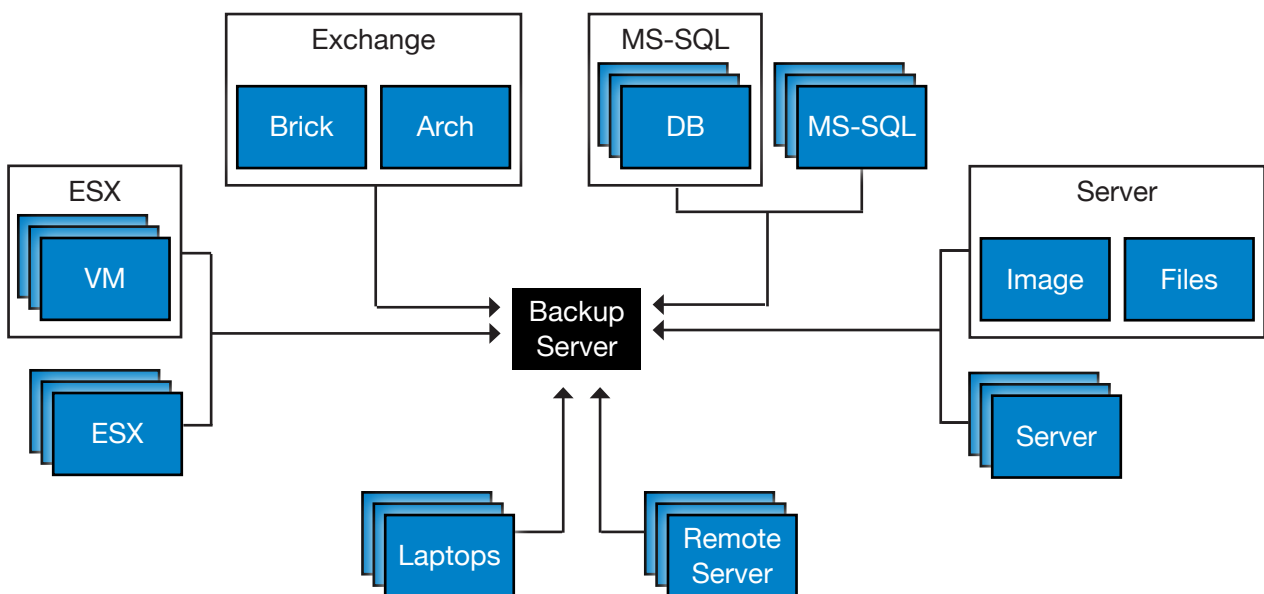 Exchange
Brick
Arch
MS-SQL
DB
MS-SQL
ESX
VM
ESX
Server
Image
Files
Server
Backup
Server
Laptops
Remote
Server